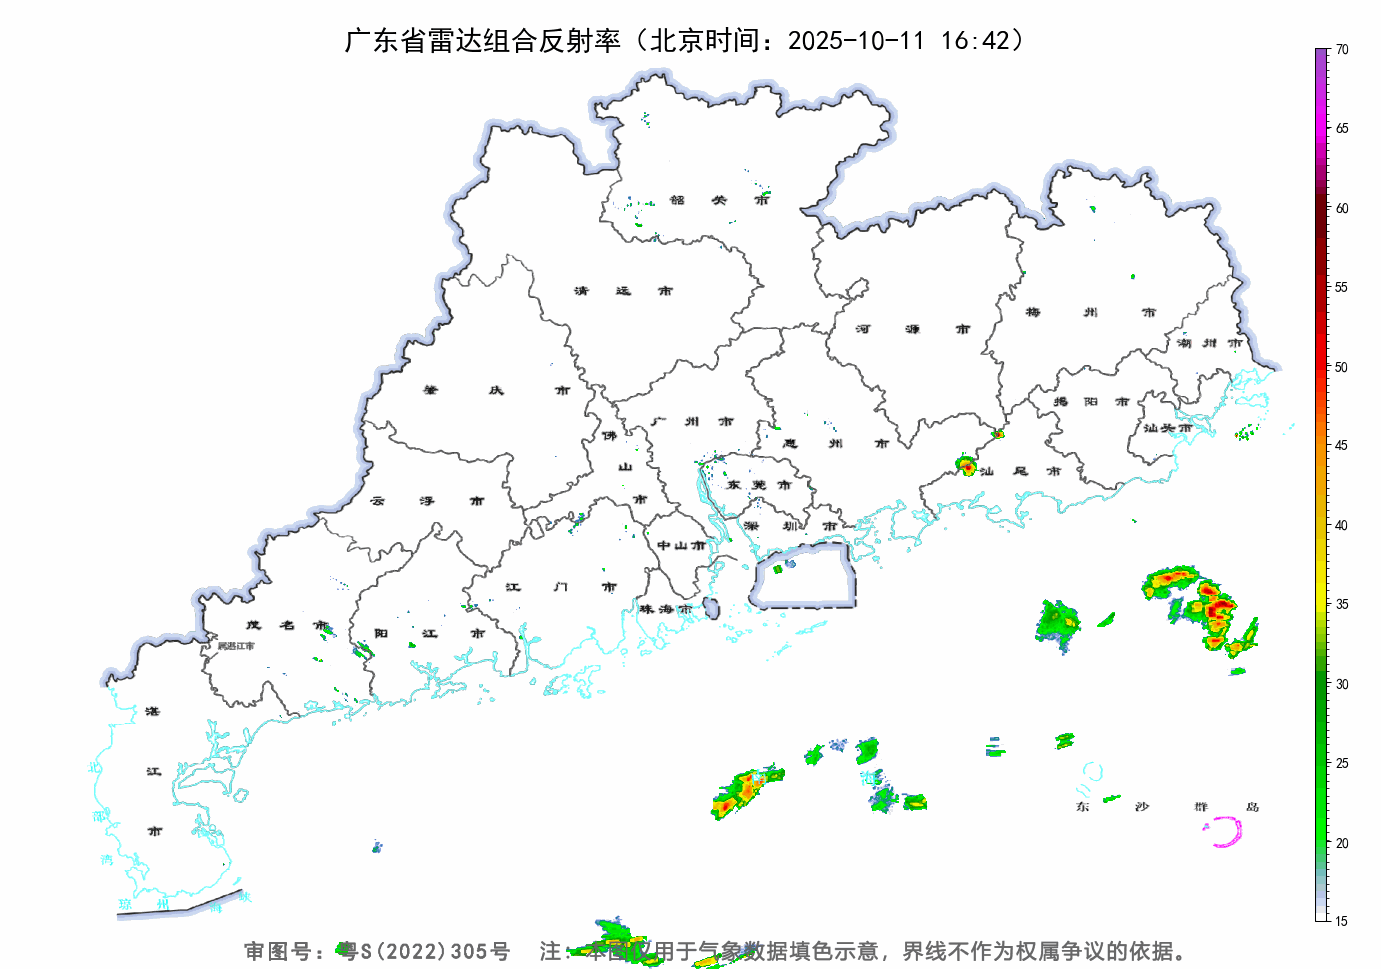 广东省雷达组合反射率（北京时间：2025-10-11 16:42）
70
65
60
55
50
45
40
35
30
25
20
15
韶关市
清远市
河源市
梅州市
潮州市
肇庆市
揭阳市
汕头市
广州市
佛山市
惠州市
汕尾市
云浮市
东莞市
深圳市
中山市
江门市
珠海市
茂名市
阳江市
属湛江市
湛江市
北部湾
琼州海峡
海
东沙群岛
审图号：粤S(2022)305号 注：本图仅用于气象数据填色示意，界线不作为权属争议的依据。